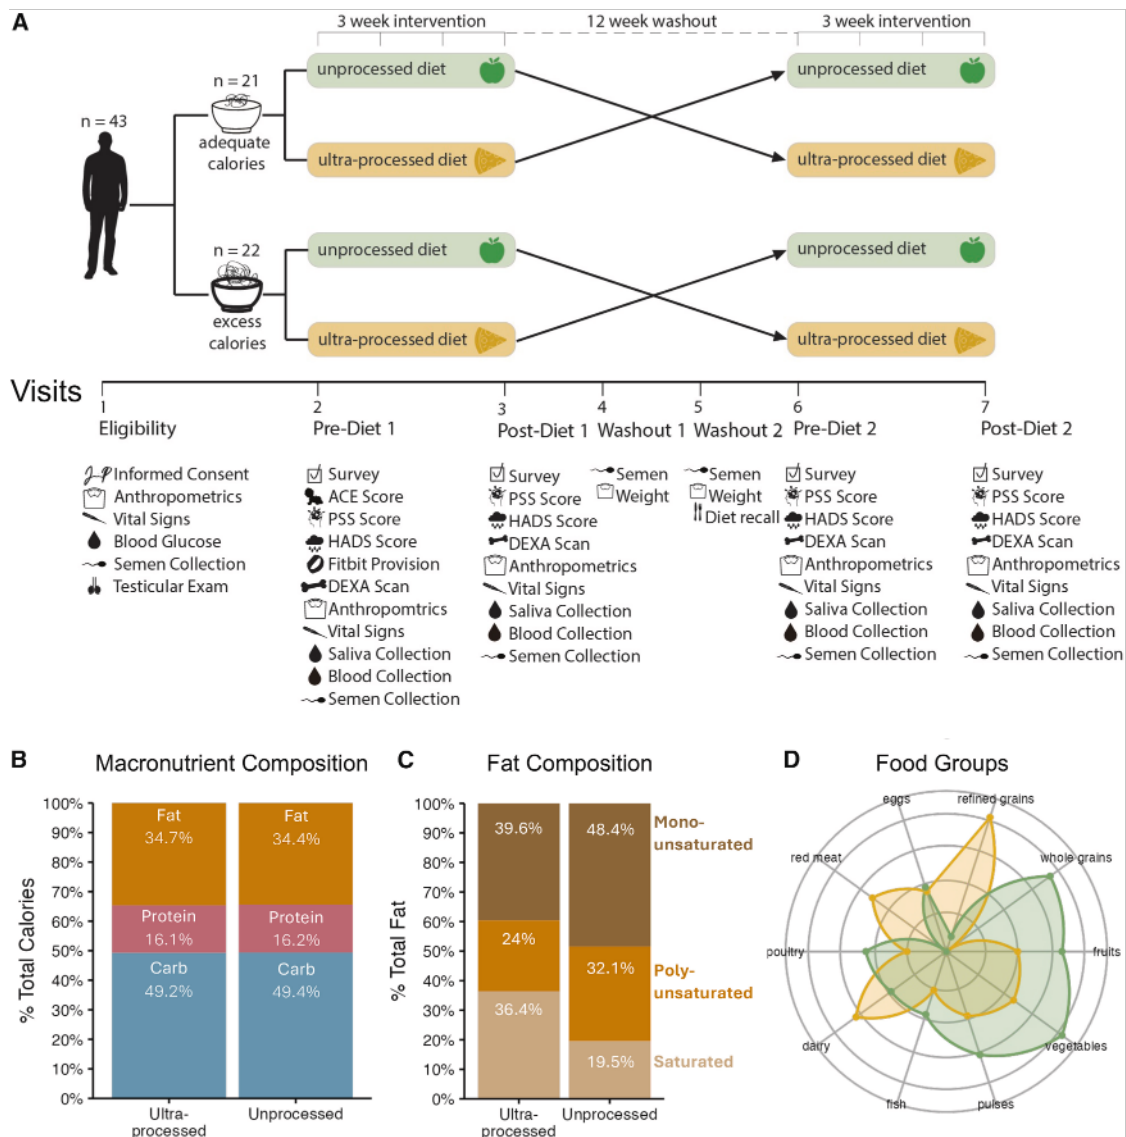 A
3 week intervention
12 week washout
3 week intervention
n = 43
n = 21
adequate
calories
unprocessed diet
ultra-processed diet
unprocessed diet
ultra-processed diet
n = 22
excess
calories
unprocessed diet
ultra-processed diet
unprocessed diet
ultra-processed diet
Visits
1
Eligibility
Informed Consent
Anthropometrics
Vital Signs
Blood Glucose
Semen Collection
Testicular Exam
2
Pre-Diet 1
Survey
ACE Score
PSS Score
HADS Score
Fitbit Provision
DEXA Scan
Anthropomtrics
Vital Signs
Saliva Collection
Blood Collection
Semen Collection
3
Post-Diet 1
Survey
PSS Score
HADS Score
DEXA Scan
Anthropometrics
Vital Signs
Saliva Collection
Blood Collection
Semen Collection
4
Washout 1
Semen
Weight
5
Washout 2
Semen
Weight
Diet recall
6
Pre-Diet 2
Survey
PSS Score
HADS Score
DEXA Scan
Anthropometrics
Vital Signs
Saliva Collection
Blood Collection
Semen Collection
7
Post-Diet 2
Survey
PSS Score
HADS Score
DEXA Scan
Anthropometrics
Vital Signs
Saliva Collection
Blood Collection
Semen Collection
B
Macronutrient Composition
% Total Calories
100%
90%
80%
70%
60%
50%
40%
30%
20%
10%
0%
Fat
34.7%
Protein
16.1%
Carb
49.2%
Fat
34.4%
Protein
16.2%
Carb
49.4%
Ultra-
processed
Unprocessed
C
Fat Composition
% Total Fat
100%
90%
80%
70%
60%
50%
40%
30%
20%
10%
0%
39.6%
24%
36.4%
48.4%
32.1%
19.5%
Mono-
unsaturated
Poly-
unsaturated
Saturated
Ultra-
processed
Unprocessed
D
Food Groups
eggs
refined grains
red meat
whole grains
poultry
fruits
dairy
vegetables
fish
pulses